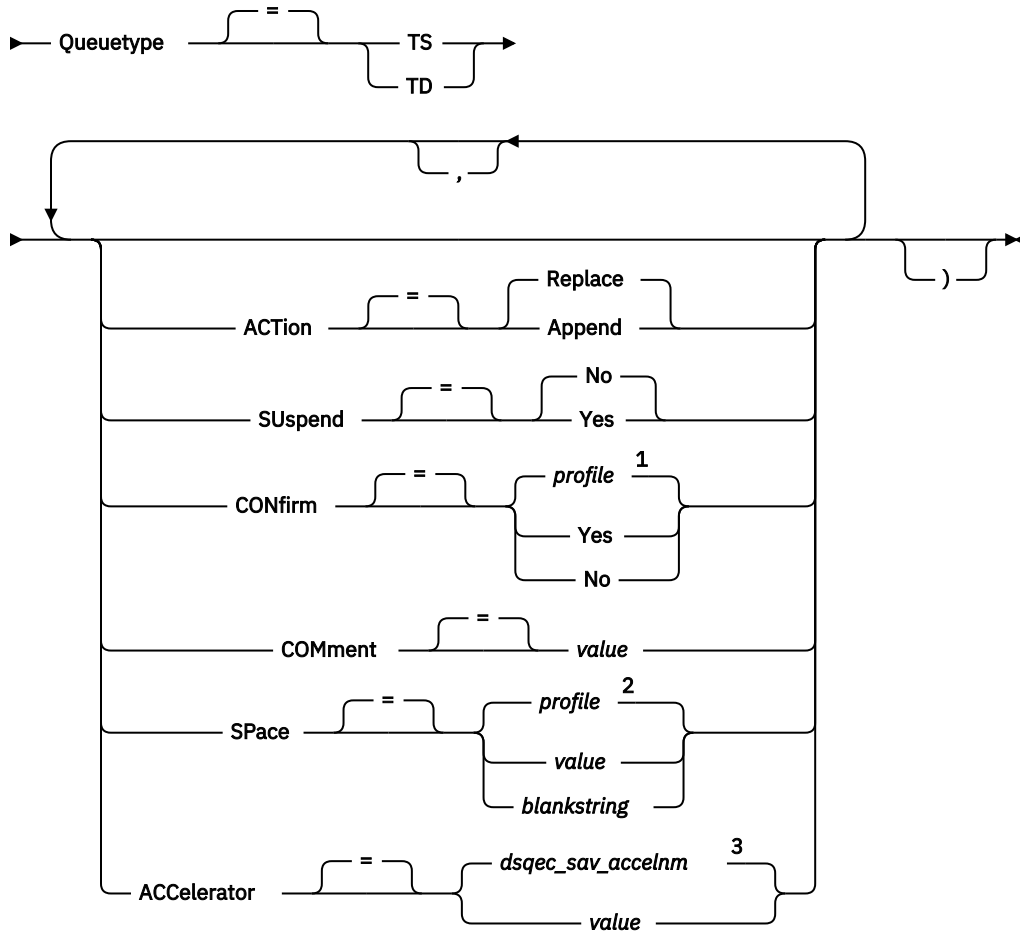 =
Queuetype TS
TD
,
)
Replace
=
ACTion Append
No
=
SUspend Yes
profile 1
=
CONfirm
Yes
No
=
COMment value
profile 2
=
SPace
value
blankstring
dsqec_sav_accelnm 3
=
ACCelerator
value